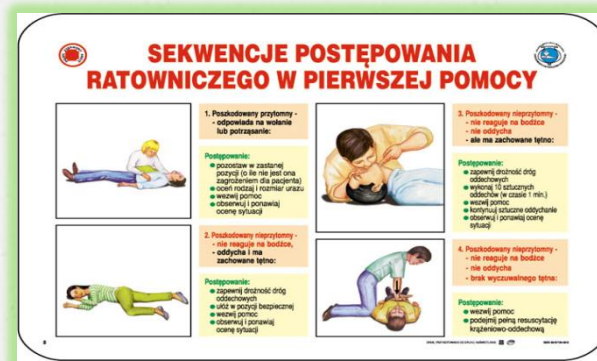 SEKWENCJE POSTĘPOWANIA
RATOWNICZEGO W PIERWSZEJ POMOCY
1. Poszkodowany przytomny -
- odpowiada na wołanie
lub potrząsanie:
Postępowanie:
pozostaw w zastanej
pozycji (o ile nie jest ona
zagrożeniem dla pacjenta)
oceń rodzaj i rozmiar urazu
wezwij pomoc
obserwuj i ponawiaj
ocenę sytuacji
2. Poszkodowany nieprzytomny -
- nie reaguje na bodźce,
oddycha i ma
zachowane tętno:
Postępowanie:
zapewnij drożność dróg
oddechowych
ułóż w pozycji bezpiecznej
wezwij pomoc
obserwuj i ponawiaj
ocenę sytuacji
3. Poszkodowany nieprzytomny -
- nie reaguje na bodźce
- nie oddycha
- ale ma zachowane tętno:
Postępowanie:
zapewnij drożność dróg
oddechowych
wykonaj 10 sztucznych
oddechów (w czasie 1 min.)
wezwij pomoc
kontynuuj sztuczne oddychanie
obserwuj i ponawiaj ocenę
sytuacji
4. Poszkodowany nieprzytomny -
- nie reaguje na bodźce
- nie oddycha
- brak wyczuwalnego tętna:
Postępowanie:
wezwij pomoc
podejmij pełną resuscytację
krążeniowo-oddechową